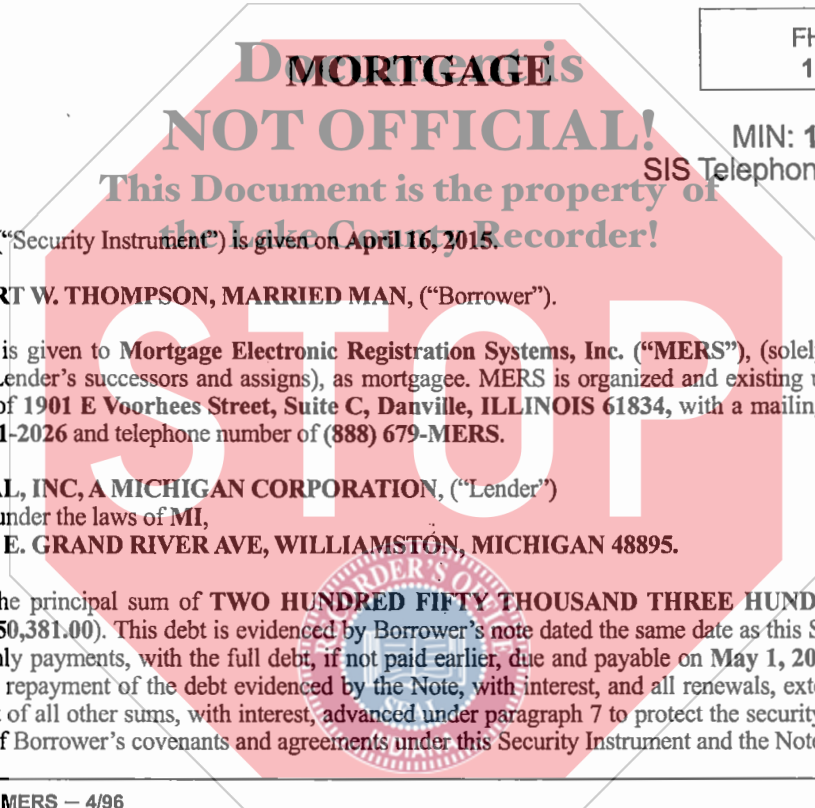 FH
1
Document is
MORTGAGE
NOT OFFICIAL!
MIN: 1
SIS Telephon
This Document is the property of
the Lake County Recorder!
(“Security Instrument”) is given on April 16, 2015.
RT W. THOMPSON, MARRIED MAN, (“Borrower”).
is given to Mortgage Electronic Registration Systems, Inc. (“MERS”), (solel
Lender’s successors and assigns), as mortgagee. MERS is organized and existing u
of 1901 E Voorhees Street, Suite C, Danville, ILLINOIS 61834, with a mailin
1-2026 and telephone number of (888) 679-MERS.
STOP
AL, INC, A MICHIGAN CORPORATION, (“Lender”)
under the laws of MI,
E. GRAND RIVER AVE, WILLIAMSTON, MICHIGAN 48895.
he principal sum of TWO HUNDRED FIFTY THOUSAND THREE HUND
50,381.00). This debt is evidenced by Borrower’s note dated the same date as this S
ly payments, with the full debt, if not paid earlier, due and payable on May 1, 20
repayment of the debt evidenced by the Note, with interest, and all renewals, exte
t of all other sums, with interest, advanced under paragraph 7 to protect the security
f Borrower’s covenants and agreements under this Security Instrument and the Note
RECORDER'S OFFICE
SEAL
INDIANA
MERS – 4/96